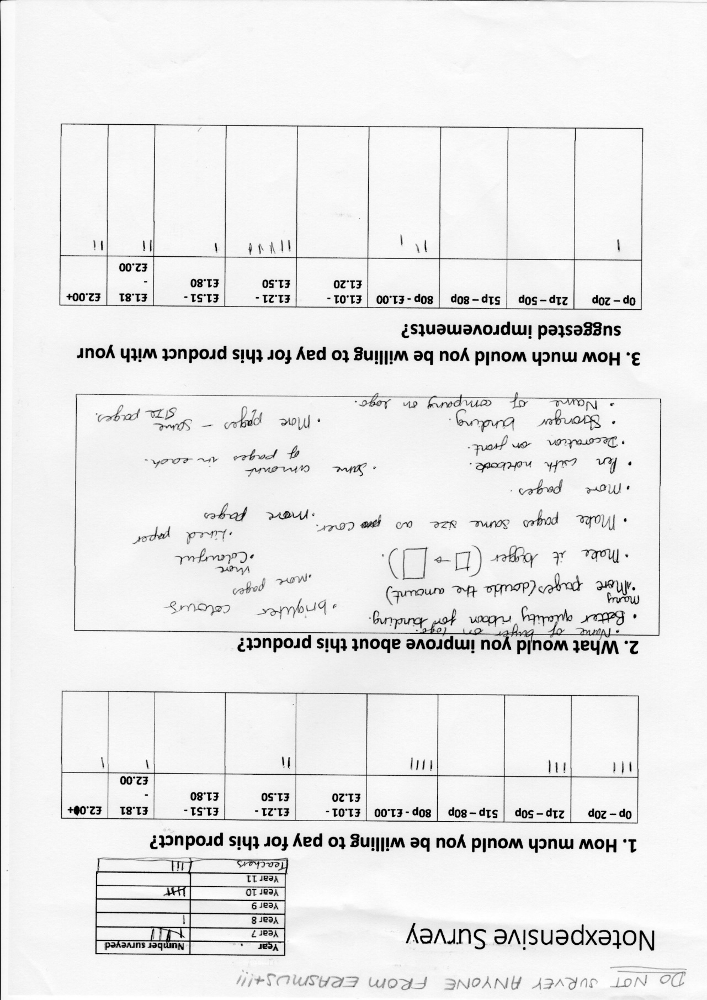 DO NOT SURVEY ANYONE FROM ERASMUS+!!!
Notexpensive Survey
Year Number surveyed
Year 7
Year 8 I
Year 9
Year 10
Year 11
Teachers III
1. How much would you be willing to pay for this product?
0p – 20p 21p – 50p 51p – 80p 80p - £1.00 £1.01 - £1.20 £1.21 - £1.50 £1.51 - £1.80 £1.81 - £2.00 £2.00+
III III IIII II I I
2. What would you improve about this product?
• Name of buyer on logo.
• Better quality ribbon for binding.
many
• More pages (double the amount)
• Make it bigger (□→□).
• Make pages same size as cover.
• More pages.
• Pen with notebook.
• Decoration on front.
• Stronger binding.
• Name of company on logo.
• brighter colours
• more pages
more
• Colourful
• Lined paper
• more pages
• Same amount
of pages in each.
• More pages – same
size pages.
3. How much would you be willing to pay for this product with your
suggested improvements?
0p – 20p 21p – 50p 51p – 80p 80p - £1.00 £1.01 - £1.20 £1.21 - £1.50 £1.51 - £1.80 £1.81 - £2.00 £2.00+
I III IIIIII I II II